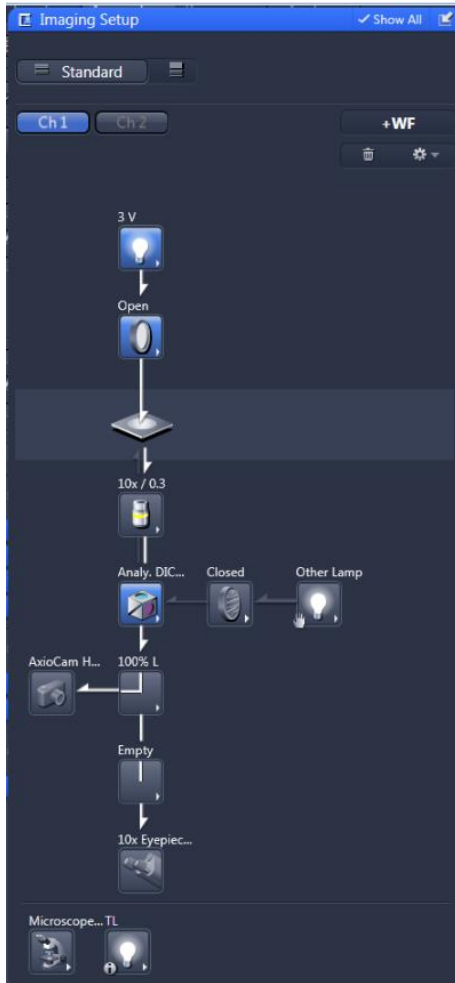 Imaging Setup
Show All
Standard
Ch 1 Ch 2
+WF
3 V
Open
10x / 0.3
Analy. DIC... Closed Other Lamp
AxioCam H... 100% L
Empty
10x Eyepiec...
Microscope... TL